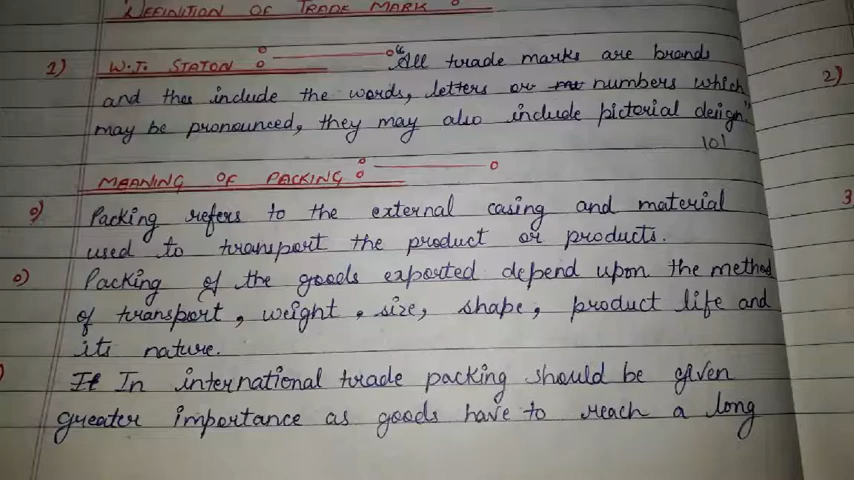 DEFINITION OF TRADE MARK
1) W.J. STATON : "All trade marks are brands
and thes include the words, letters or numbers which
may be pronounced, they may also include pictorial design."
101
MEANING OF PACKING :
Packing refers to the external casing and material
used to transport the product or products.
Packing of the goods exported depend upon the method
of transport, weight, size, shape, product life and
its nature.
In international trade packing should be given
greater importance as goods have to reach a long
2)
3